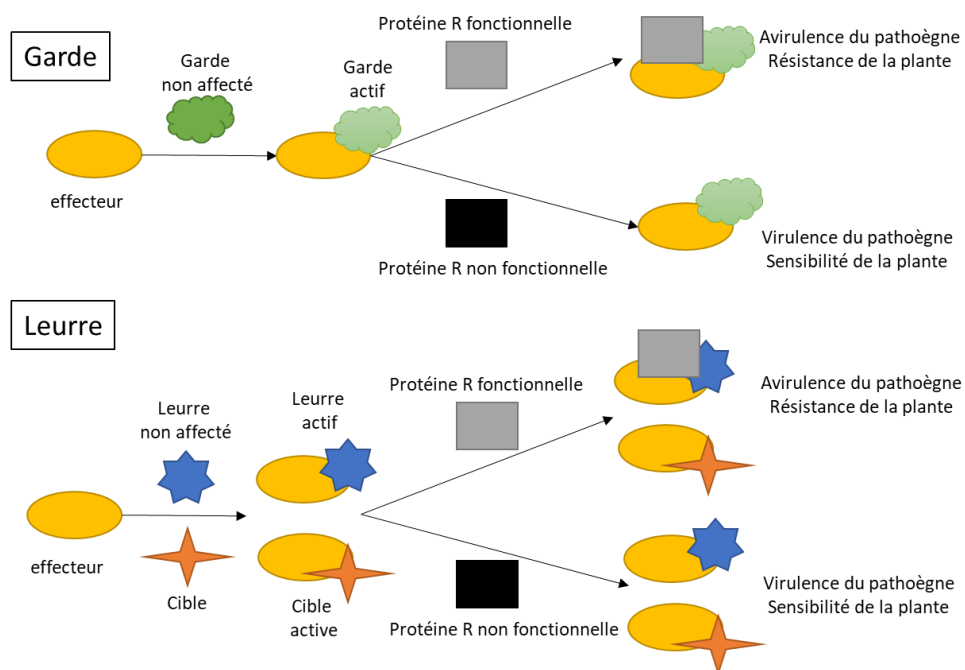 Garde
Garde
non affecté
effecteur
Garde
actif
Protéine R fonctionnelle
Protéine R non fonctionnelle
Avirulence du pathoègne
Résistance de la plante
Virulence du pathoègne
Sensibilité de la plante
Leurre
Leurre
non affecté
effecteur
Cible
Leurre
actif
Cible
active
Protéine R fonctionnelle
Protéine R non fonctionnelle
Avirulence du pathoègne
Résistance de la plante
Virulence du pathoègne
Sensibilité de la plante